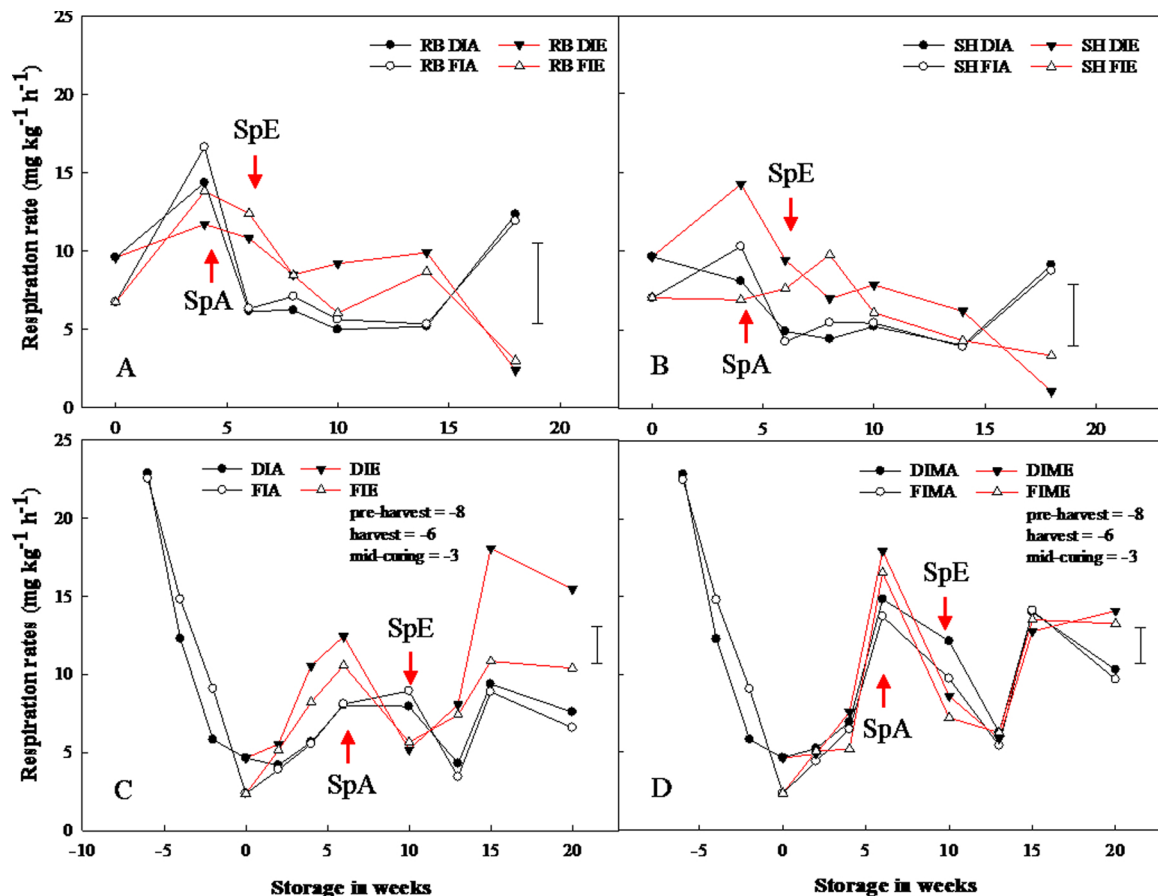 25
20
15
10
5
0
Respiration rate (mg kg⁻¹ h⁻¹)
RB DIA
RB DIE
RB FIA
RB FIE
SpE
SpA
A
0 5 10 15 20
SH DIA
SH DIE
SH FIA
SH FIE
SpE
SpA
B
0 5 10 15 20
25
20
15
10
5
0
Respiration rates (mg kg⁻¹ h⁻¹)
DIA
DIE
FIA
FIE
pre-harvest = -8
harvest = -6
mid-curing = -3
SpE
SpA
C
-10 -5 0 5 10 15 20
Storage in weeks
DIMA
DIME
FIMA
FIME
pre-harvest = -8
harvest = -6
mid-curing = -3
SpE
SpA
D
-5 0 5 10 15 20
Storage in weeks